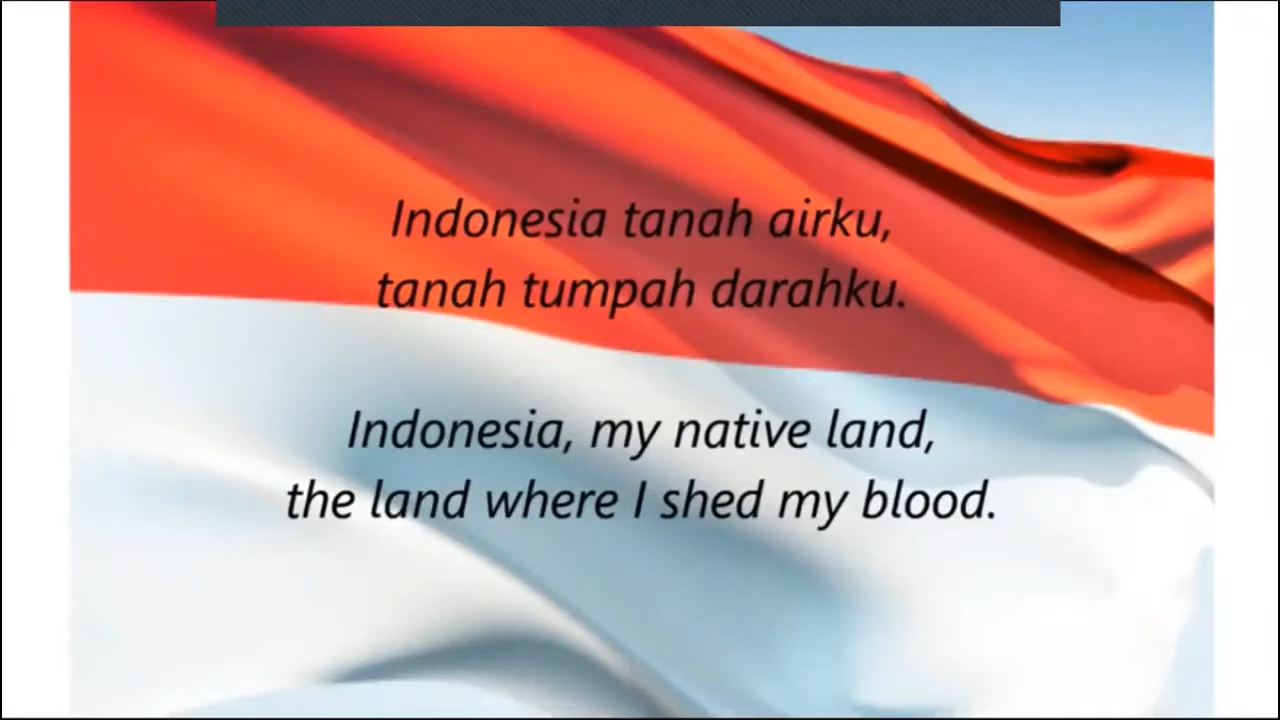 Indonesia tanah airku,
tanah tumpah darahku.
Indonesia, my native land,
the land where I shed my blood.